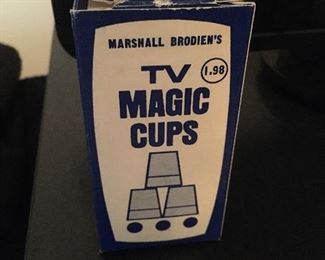 MARSHALL BRODIEN'S
TV 1.98
MAGIC
CUPS